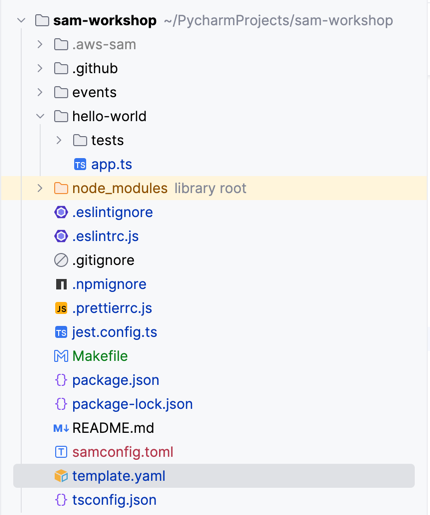 sam-workshop ~/PycharmProjects/sam-workshop
.aws-sam
.github
events
hello-world
tests
TS app.ts
node_modules library root
.eslintignore
.eslintrc.js
.gitignore
.npmignore
JS .prettierrc.js
TS jest.config.ts
M Makefile
{} package.json
{} package-lock.json
M↓ README.md
T samconfig.toml
template.yaml
{} tsconfig.json